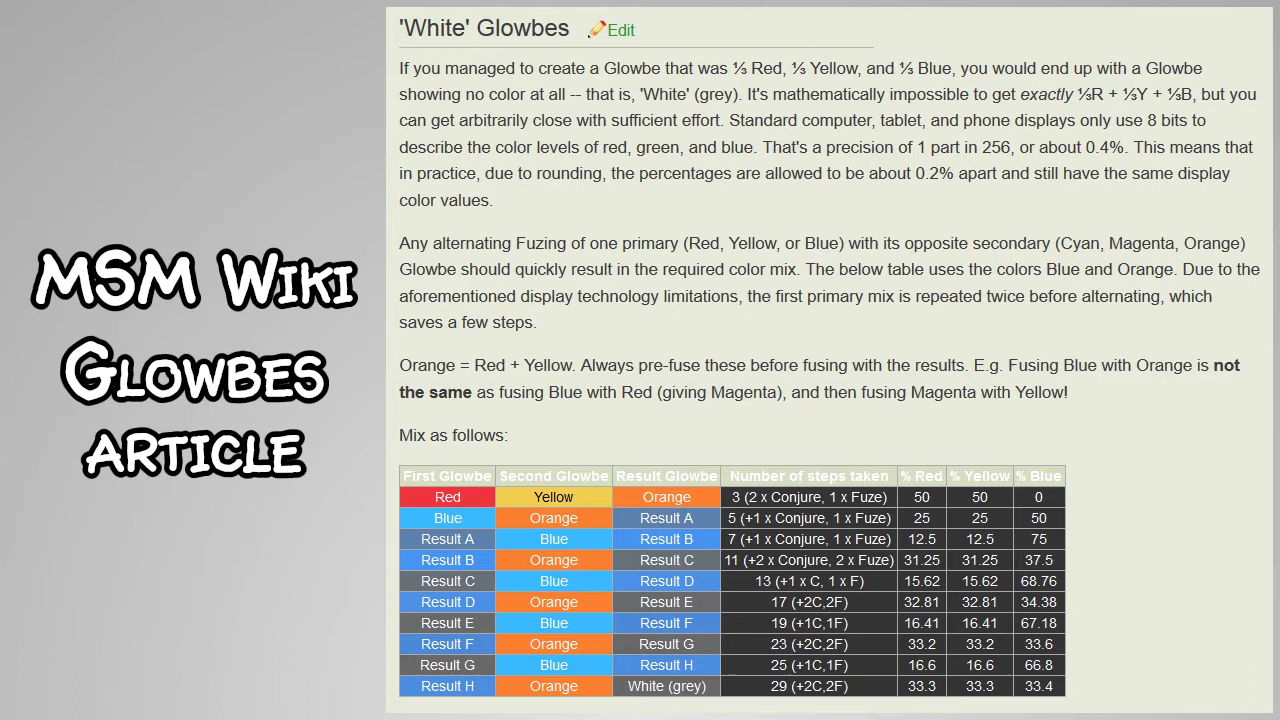 MSM Wiki
Glowbes
article
'White' Glowbes Edit
If you managed to create a Glowbe that was ⅓ Red, ⅓ Yellow, and ⅓ Blue, you would end up with a Glowbe
showing no color at all -- that is, 'White' (grey). It's mathematically impossible to get exactly ⅓R + ⅓Y + ⅓B, but you
can get arbitrarily close with sufficient effort. Standard computer, tablet, and phone displays only use 8 bits to
describe the color levels of red, green, and blue. That's a precision of 1 part in 256, or about 0.4%. This means that
in practice, due to rounding, the percentages are allowed to be about 0.2% apart and still have the same display
color values.
Any alternating Fuzing of one primary (Red, Yellow, or Blue) with its opposite secondary (Cyan, Magenta, Orange)
Glowbe should quickly result in the required color mix. The below table uses the colors Blue and Orange. Due to the
aforementioned display technology limitations, the first primary mix is repeated twice before alternating, which
saves a few steps.
Orange = Red + Yellow. Always pre-fuse these before fusing with the results. E.g. Fusing Blue with Orange is not
the same as fusing Blue with Red (giving Magenta), and then fusing Magenta with Yellow!
Mix as follows:
First Glowbe Second Glowbe Result Glowbe Number of steps taken % Red % Yellow % Blue
Red Yellow Orange 3 (2 x Conjure, 1 x Fuze) 50 50 0
Blue Orange Result A 5 (+1 x Conjure, 1 x Fuze) 25 25 50
Result A Blue Result B 7 (+1 x Conjure, 1 x Fuze) 12.5 12.5 75
Result B Orange Result C 11 (+2 x Conjure, 2 x Fuze) 31.25 31.25 37.5
Result C Blue Result D 13 (+1 x C, 1 x F) 15.62 15.62 68.76
Result D Orange Result E 17 (+2C,2F) 32.81 32.81 34.38
Result E Blue Result F 19 (+1C,1F) 16.41 16.41 67.18
Result F Orange Result G 23 (+2C,2F) 33.2 33.2 33.6
Result G Blue Result H 25 (+1C,1F) 16.6 16.6 66.8
Result H Orange White (grey) 29 (+2C,2F) 33.3 33.3 33.4